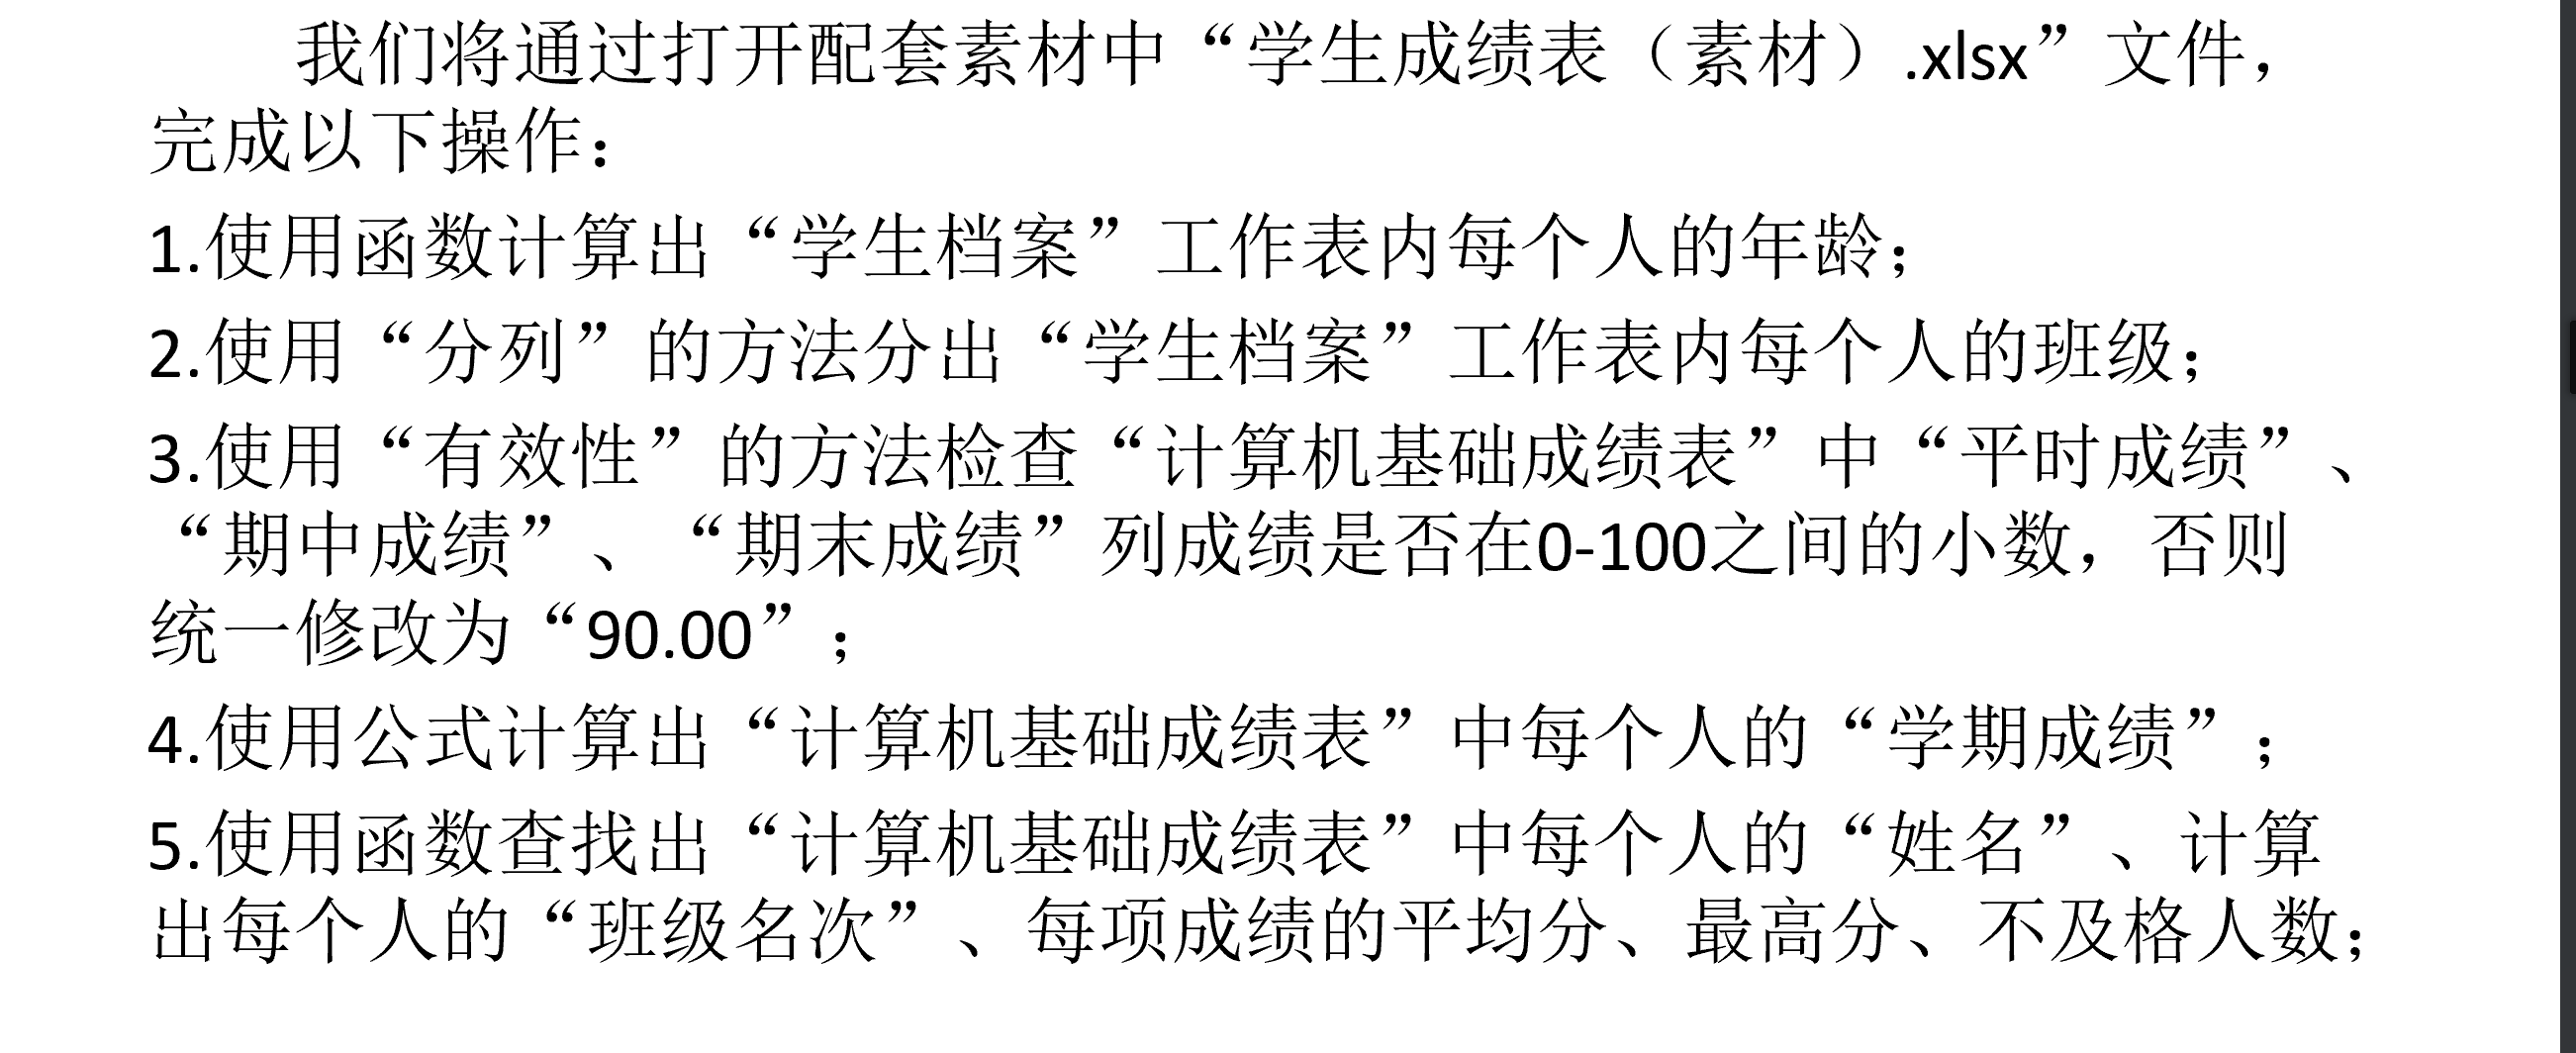 我们将通过打开配套素材中“学生成绩表（素材）.xlsx”文件，
完成以下操作：
1.使用函数计算出“学生档案”工作表内每个人的年龄；
2.使用“分列”的方法分出“学生档案”工作表内每个人的班级；
3.使用“有效性”的方法检查“计算机基础成绩表”中“平时成绩”、
“期中成绩”、“期末成绩”列成绩是否在0-100之间的小数，否则
统一修改为“90.00”；
4.使用公式计算出“计算机基础成绩表”中每个人的“学期成绩”；
5.使用函数查找出“计算机基础成绩表”中每个人的“姓名”、计算
出每个人的“班级名次”、每项成绩的平均分、最高分、不及格人数；